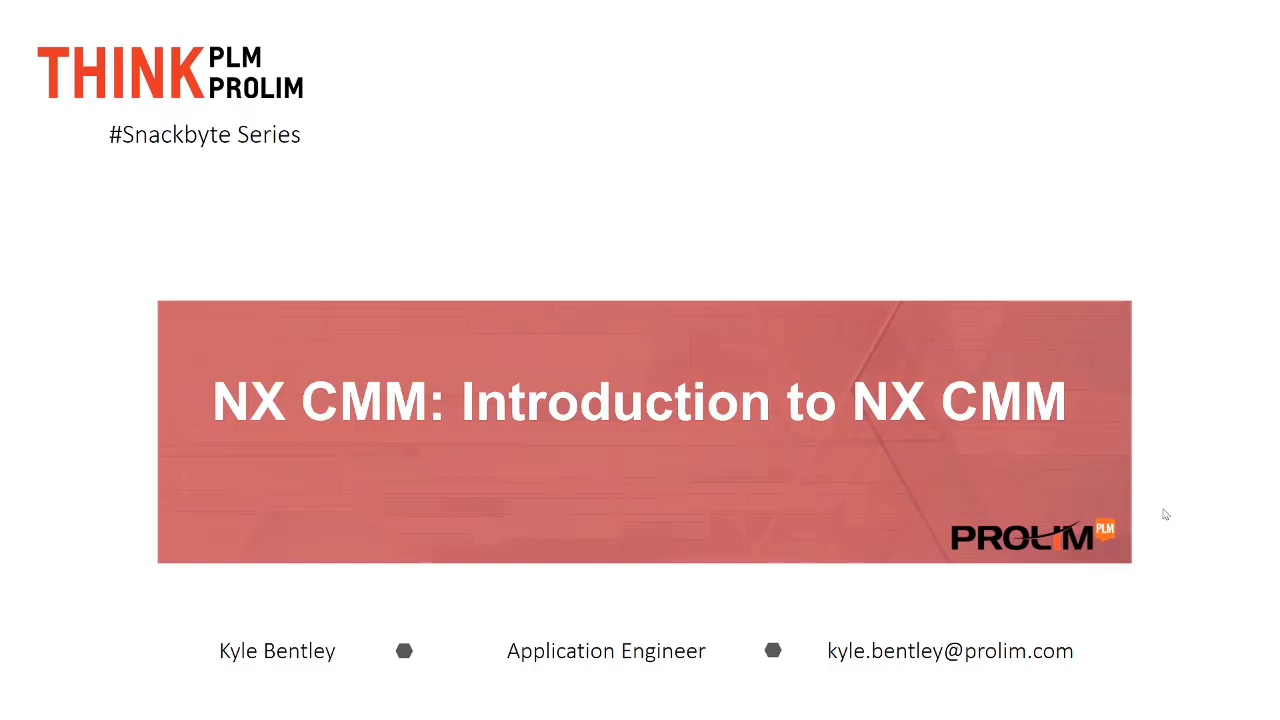 THINK PLM
PROLIM
#Snackbyte Series
NX CMM: Introduction to NX CMM
PROLIM PLM
Kyle Bentley
Application Engineer
kyle.bentley@prolim.com